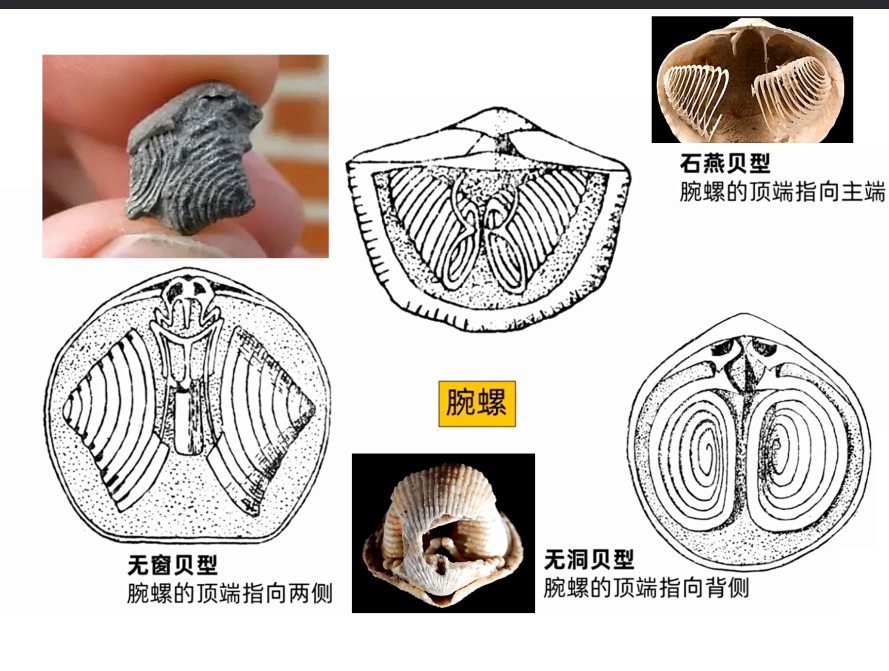 石燕贝型
腕螺的顶端指向主端
腕螺
无窗贝型
腕螺的顶端指向两侧
无洞贝型
腕螺的顶端指向背侧